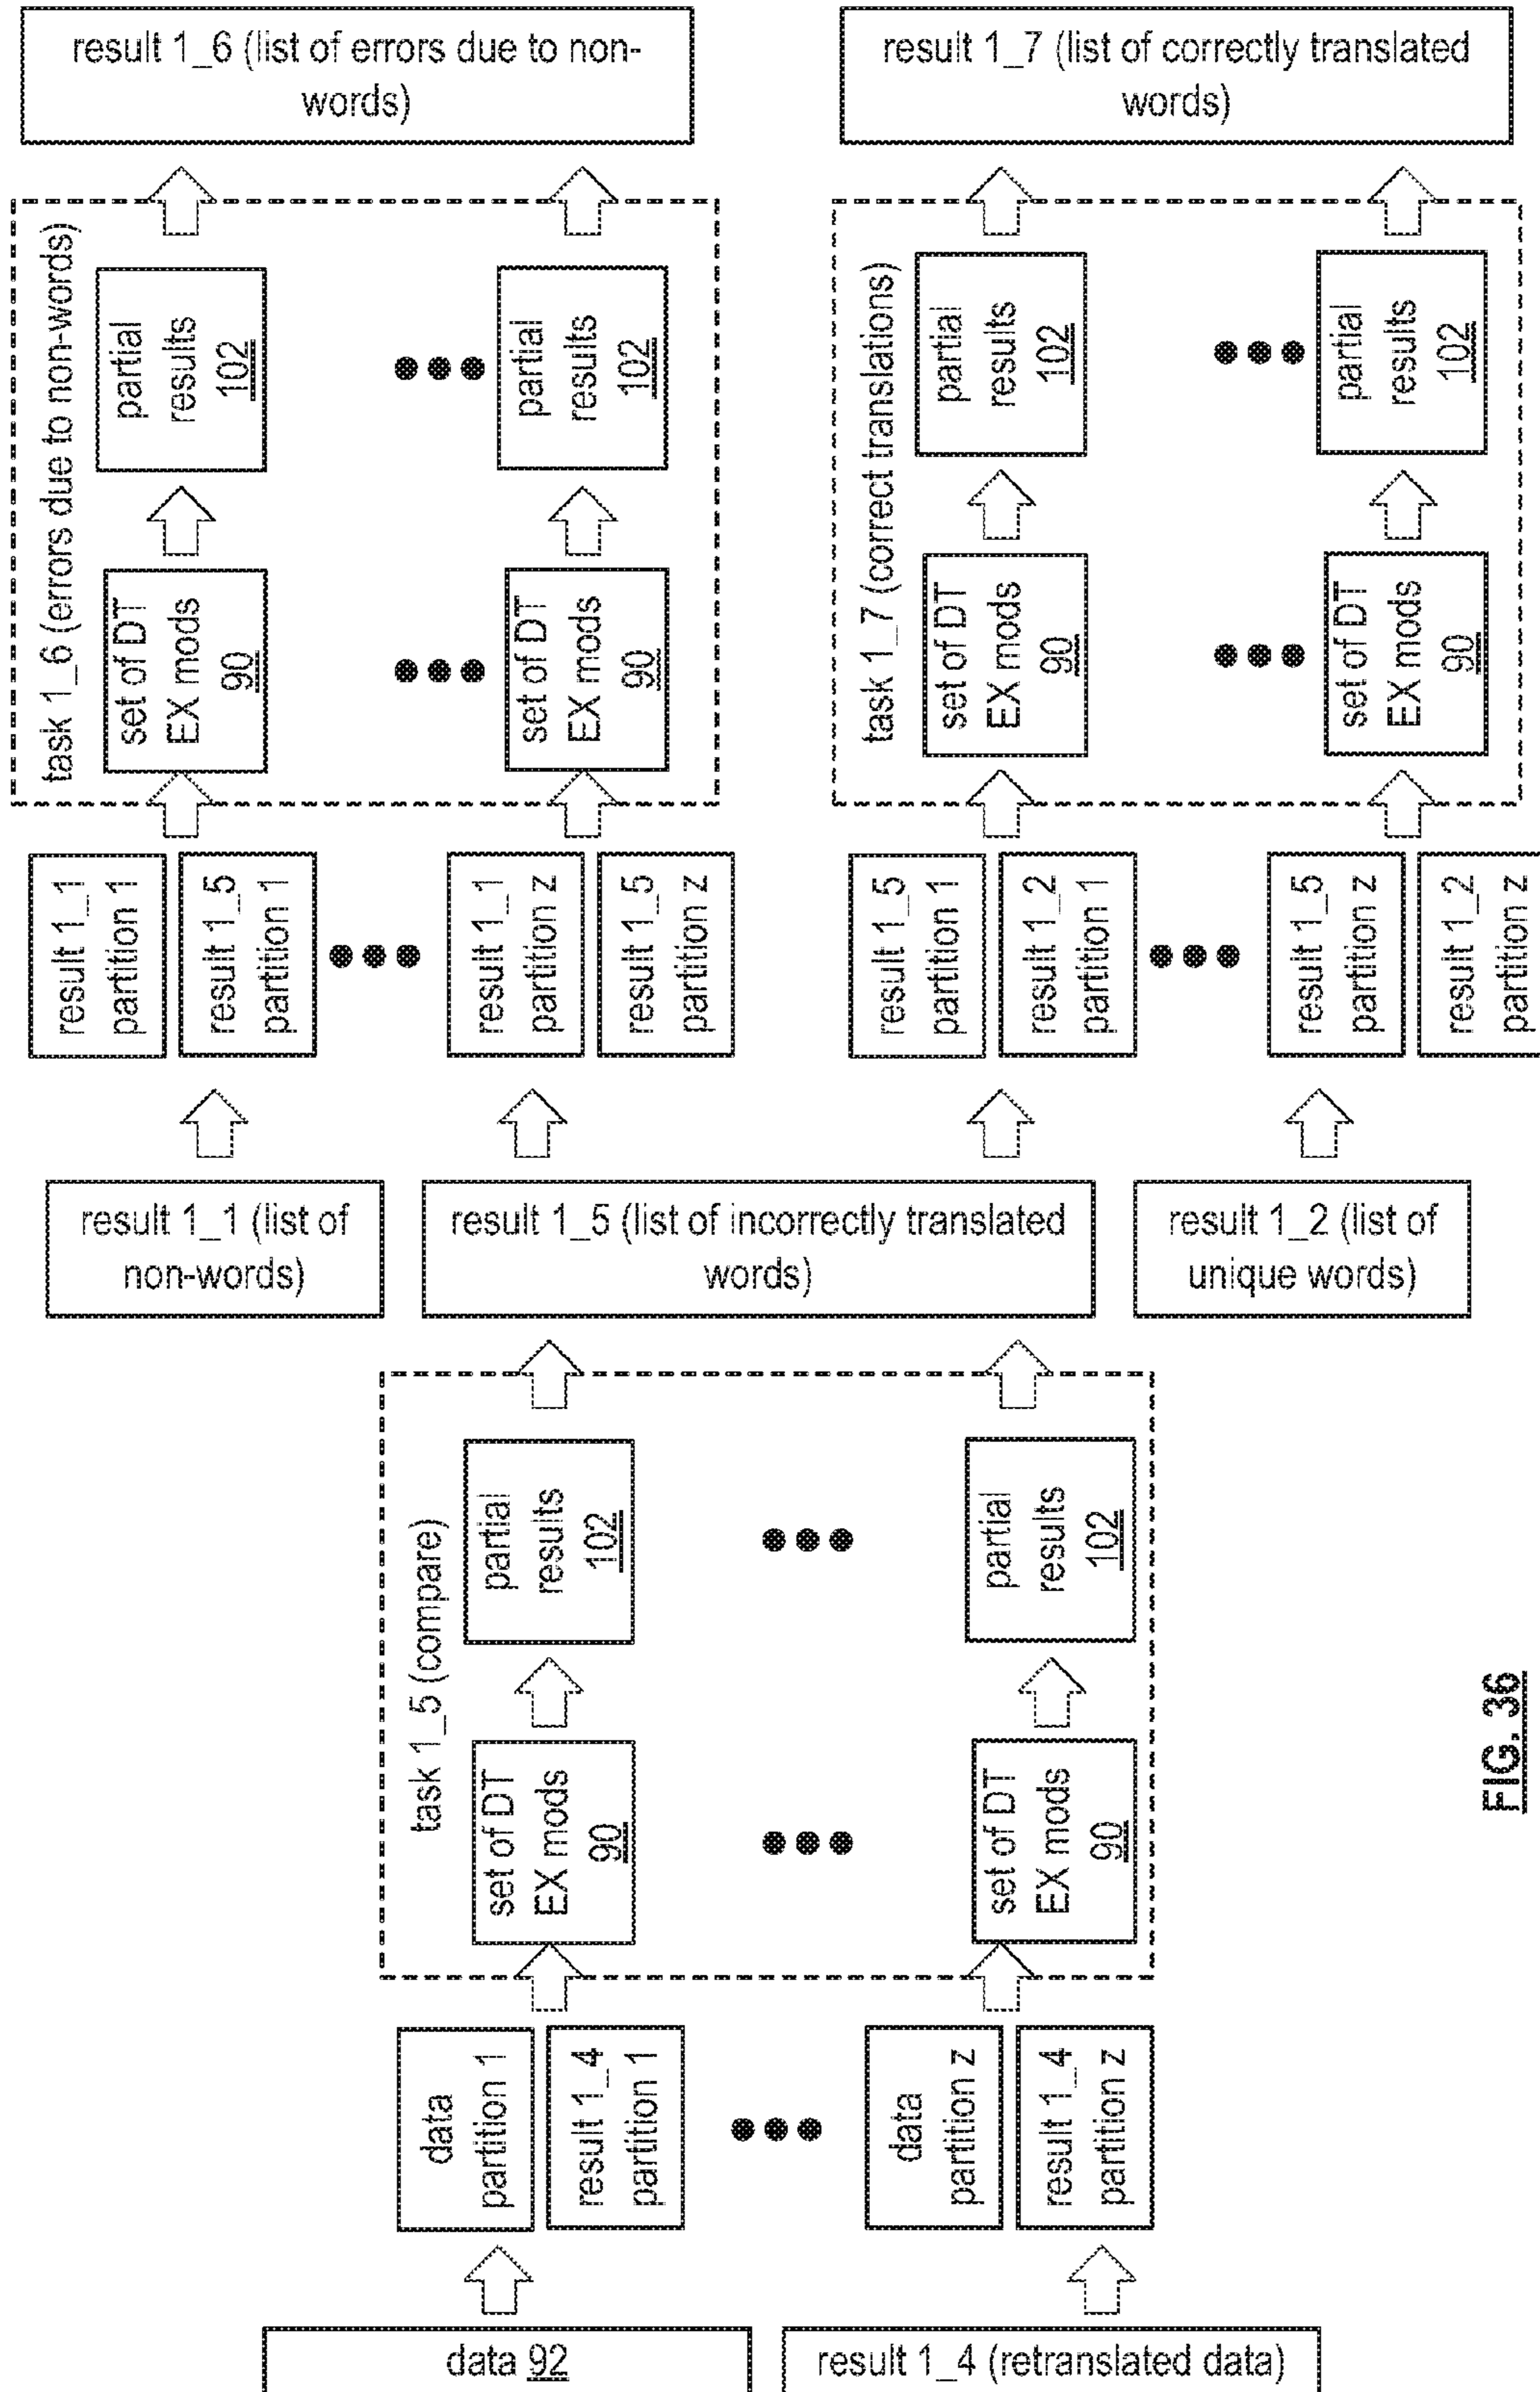 result 1_6 (list of errors due to non-
words)
result 1_7 (list of correctly translated
words)
task 1_6 (errors due to non-words)
partial
results
102
partial
results
102
set of DT
EX mods
90
set of DT
EX mods
90
task 1_7 (correct translations)
partial
results
102
partial
results
102
set of DT
EX mods
90
set of DT
EX mods
90
result 1_1
partition 1
result 1_5
partition 1
result 1_1
partition z
result 1_5
partition z
result 1_5
partition 1
result 1_2
partition 1
result 1_5
partition z
result 1_2
partition z
result 1_1 (list of
non-words)
result 1_5 (list of incorrectly translated
words)
result 1_2 (list of
unique words)
task 1_5 (compare)
partial
results
102
partial
results
102
set of DT
EX mods
90
set of DT
EX mods
90
data
partition 1
result 1_4
partition 1
data
partition z
result 1_4
partition z
data 92
result 1_4 (retranslated data)
FIG. 36